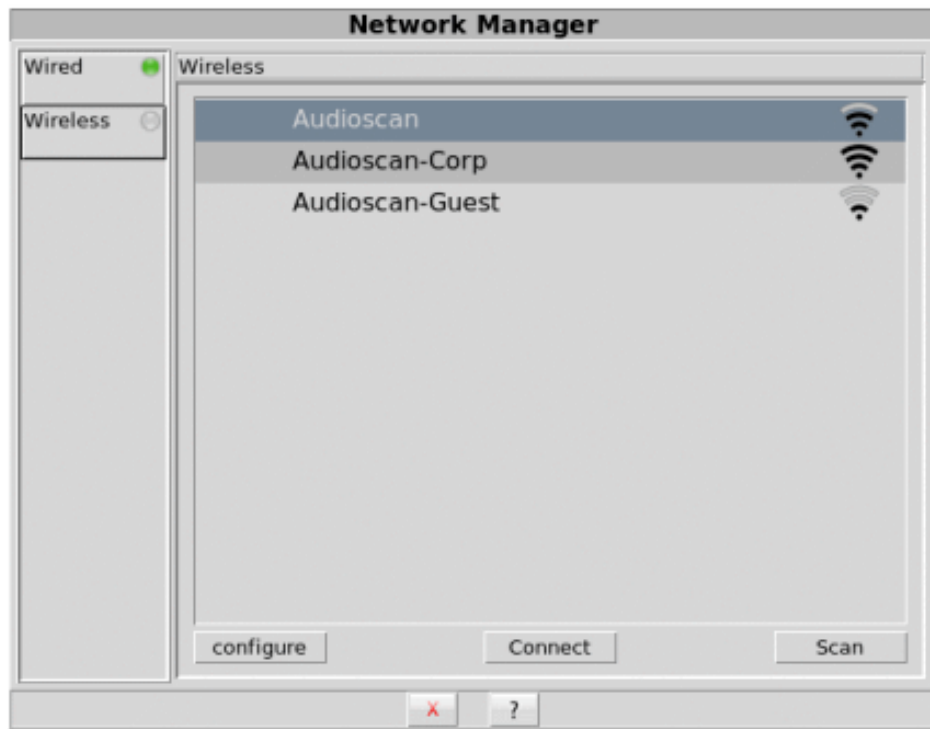 Network Manager
Wired
Wireless
Wireless
Audioscan
Audioscan-Corp
Audioscan-Guest
configure Connect Scan
X ?